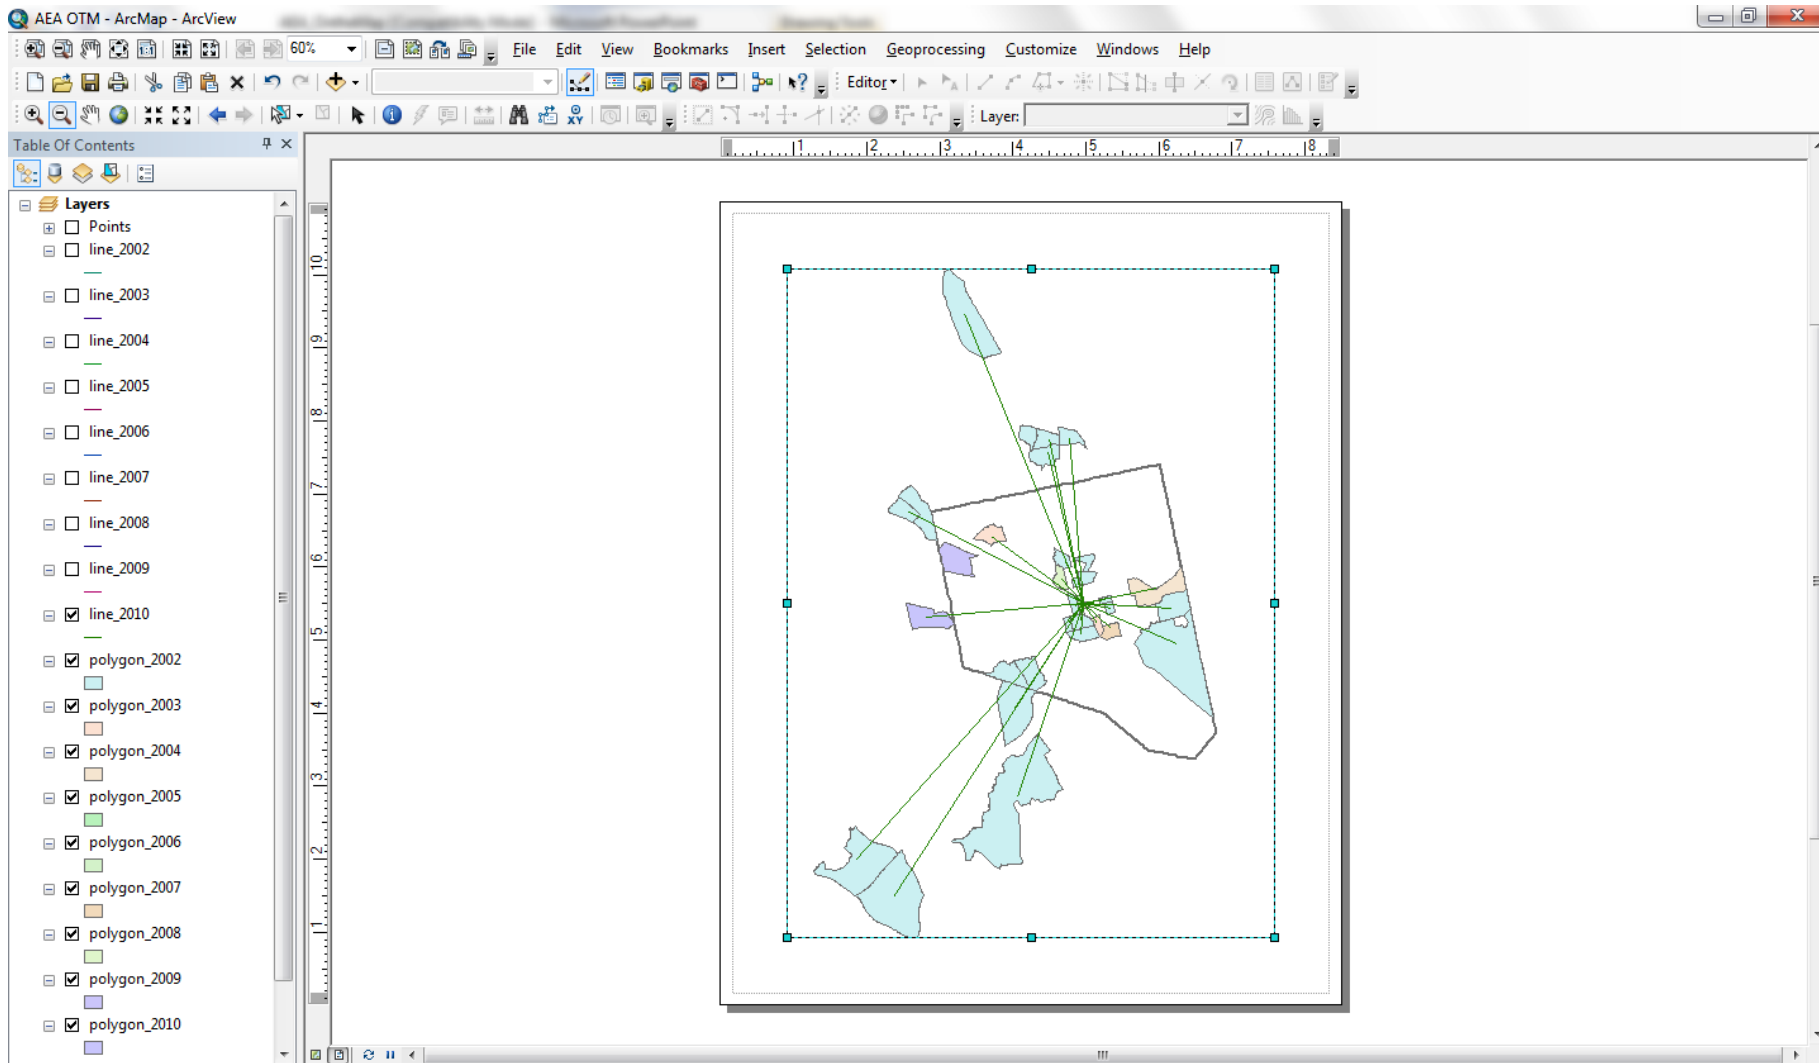 AEA OTM - ArcMap - ArcView
60%
File Edit View Bookmarks Insert Selection Geoprocessing Customize Windows Help
Editor
Layer:
Table Of Contents
Layers
Points
line_2002
line_2003
line_2004
line_2005
line_2006
line_2007
line_2008
line_2009
line_2010
polygon_2002
polygon_2003
polygon_2004
polygon_2005
polygon_2006
polygon_2007
polygon_2008
polygon_2009
polygon_2010
1 2 3 4 5 6 7 8
10
9
8
7
6
5
4
3
2
1